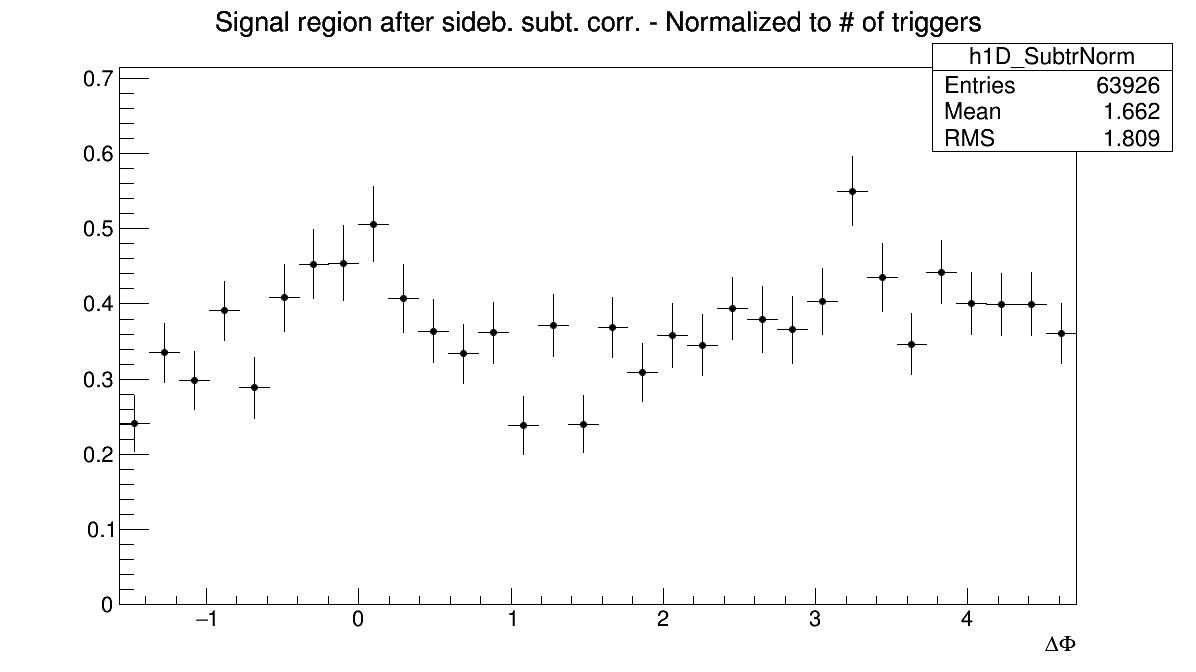 Signal region after sideb. subt. corr. - Normalized to # of triggers
h1D_SubtrNorm
Entries 63926
Mean 1.662
RMS 1.809
0.7
0.6
0.5
0.4
0.3
0.2
0.1
0
−1 0 1 2 3 4
ΔΦ